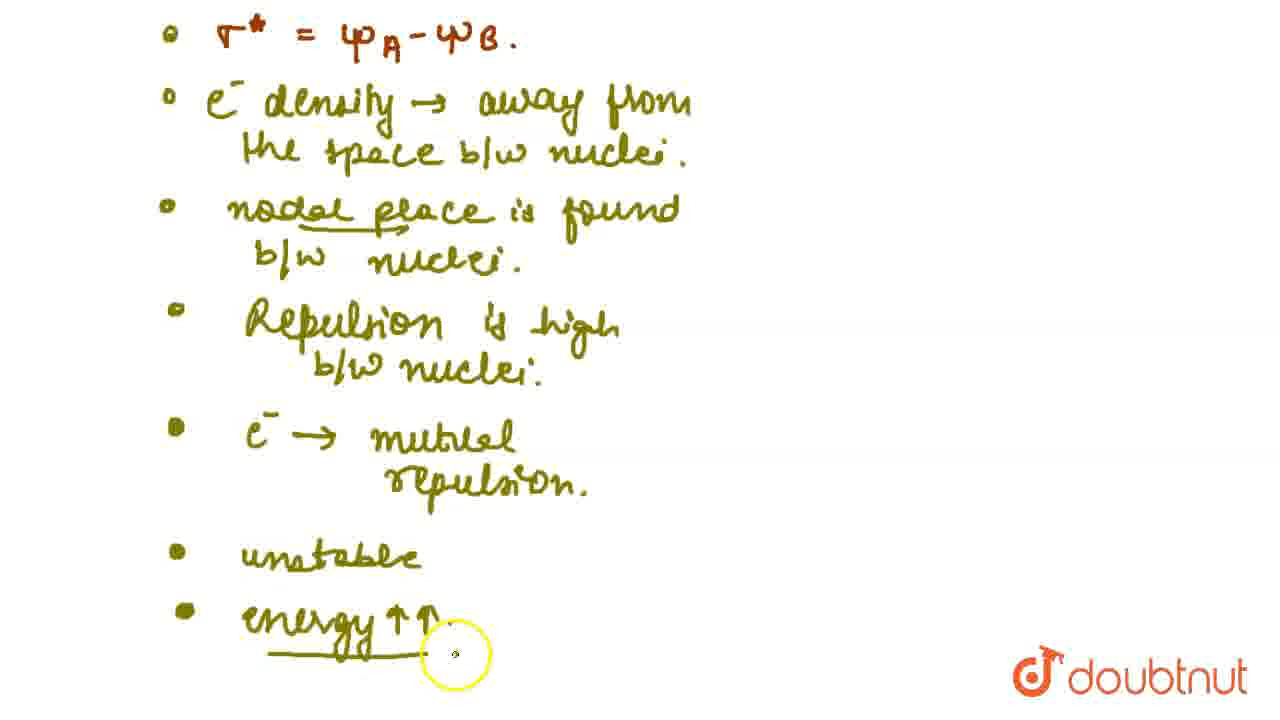 • σ* = ψA - ψB.
• e⁻ density → away from
the space b/w nuclei.
• nodal place is found
b/w nuclei.
• Repulsion is high
b/w nuclei.
• e⁻ → mutual
repulsion.
• unstable
• energy ↑↑.
doubtnut